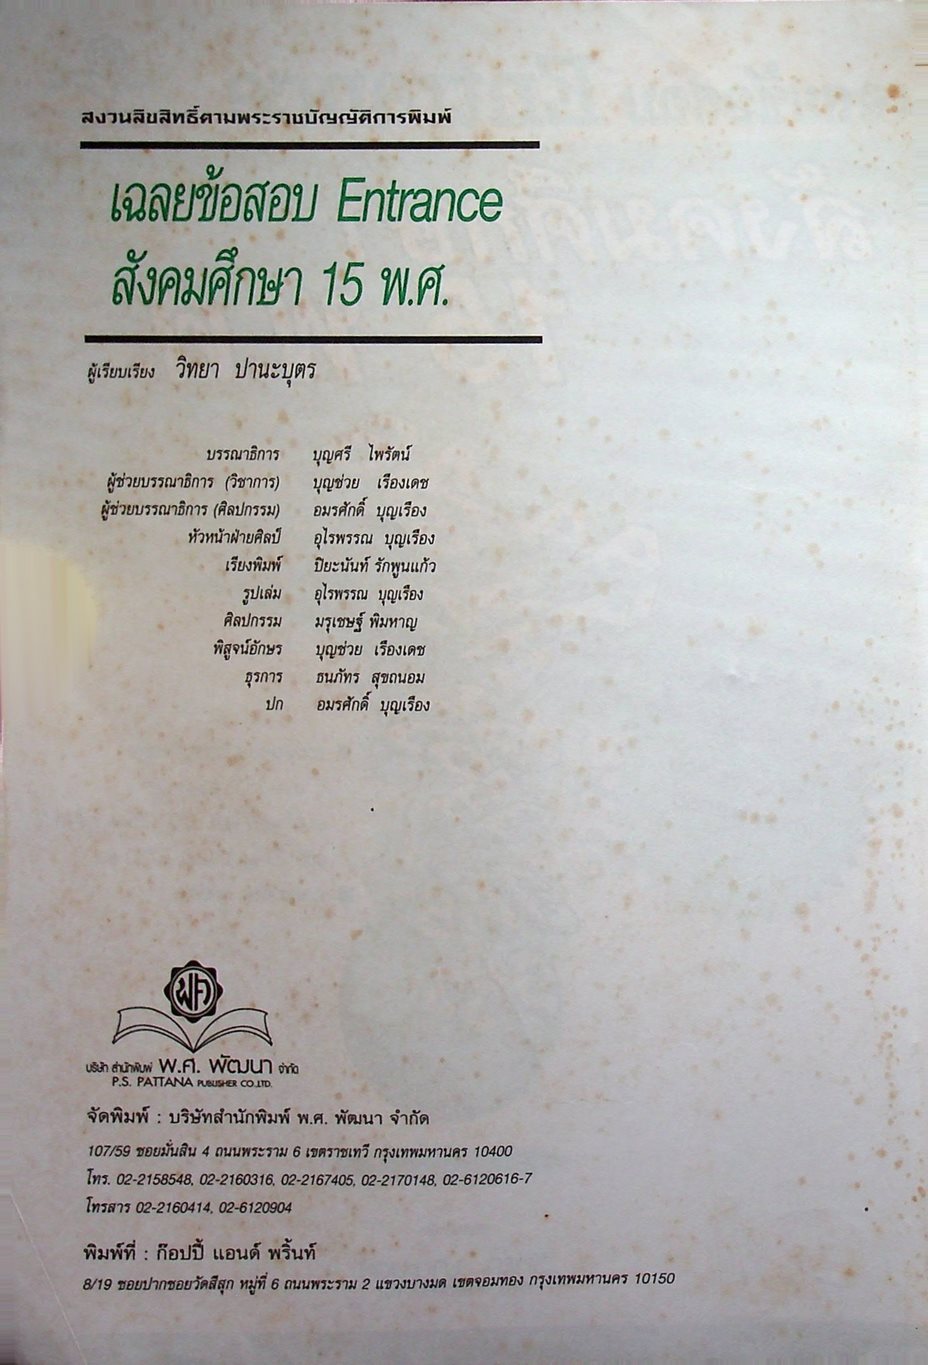 สงวนลิขสิทธิ์ตามพระราชบัญญัติการพิมพ์
เฉลยข้อสอบ Entrance
สังคมศึกษา 15 พ.ศ.
ผู้เรียบเรียง วิทยา ปานะบุตร
บรรณาธิการ บุญศรี ไพรัตน์
ผู้ช่วยบรรณาธิการ (วิชาการ) บุญช่วย เรืองเดช
ผู้ช่วยบรรณาธิการ (ศิลปกรรม) อมรศักดิ์ บุญเรือง
หัวหน้าฝ่ายศิลป์ อุไรพรรณ บุญเรือง
เรียงพิมพ์ ปิยะนันท์ รักพูนแก้ว
รูปเล่ม อุไรพรรณ บุญเรือง
ศิลปกรรม มรุเชษฐ์ พิมหาญ
พิสูจน์อักษร บุญช่วย เรืองเดช
ธุรการ ธนภัทร สุขถนอม
ปก อมรศักดิ์ บุญเรือง
พศ
บริษัท สำนักพิมพ์ พ.ศ. พัฒนา จำกัด
P.S. PATTANA PUBLISHER CO.,LTD.
จัดพิมพ์ : บริษัทสำนักพิมพ์ พ.ศ. พัฒนา จำกัด
107/59 ซอยมั่นสิน 4 ถนนพระราม 6 เขตราชเทวี กรุงเทพมหานคร 10400
โทร. 02-2158548, 02-2160316, 02-2167405, 02-2170148, 02-6120616-7
โทรสาร 02-2160414, 02-6120904
พิมพ์ที่ : ก๊อปปี้ แอนด์ พริ้นท์
8/19 ซอยปากซอยวัดสีสุก หมู่ที่ 6 ถนนพระราม 2 แขวงบางมด เขตจอมทอง กรุงเทพมหานคร 10150